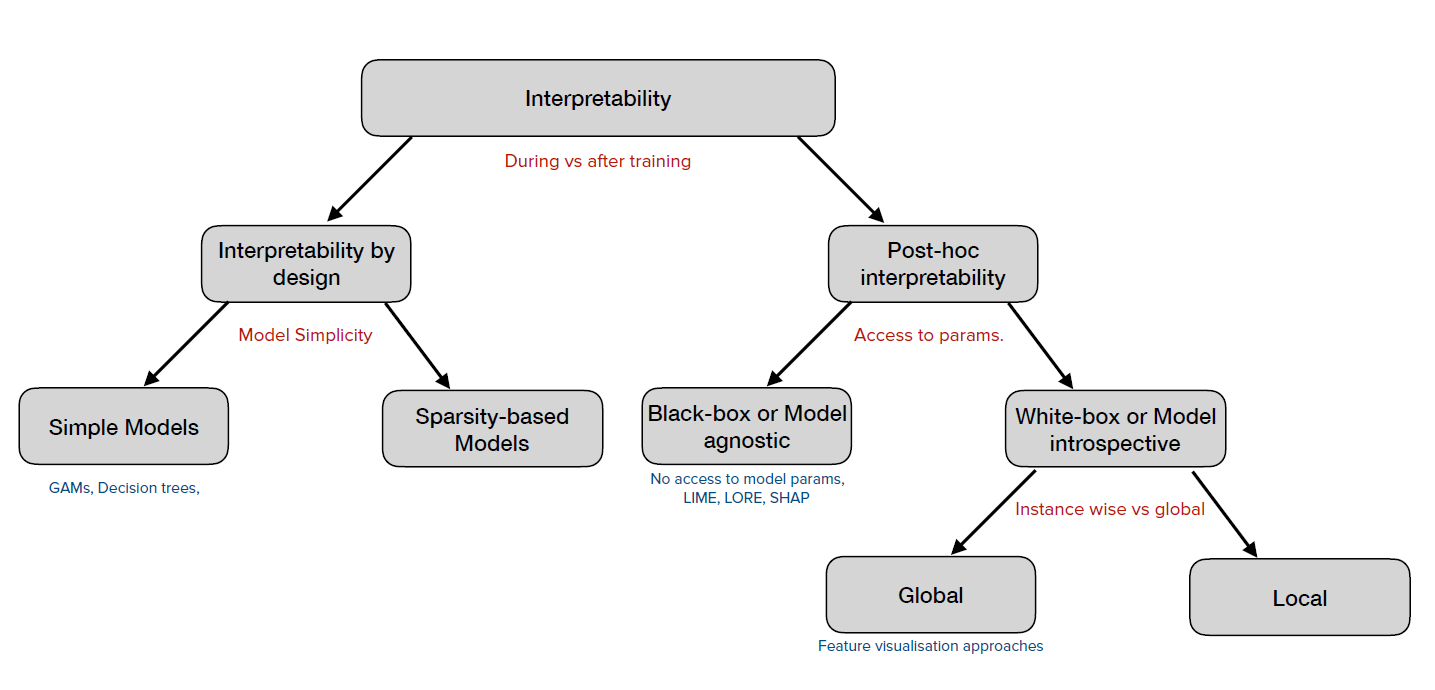 Interpretability
During vs after training
Interpretability by
design
Post-hoc
interpretability
Model Simplicity
Access to params.
Simple Models
Sparsity-based
Models
Black-box or Model
agnostic
White-box or Model
introspective
GAMs, Decision trees,
No access to model params,
LIME, LORE, SHAP
Instance wise vs global
Global
Local
Feature visualisation approaches